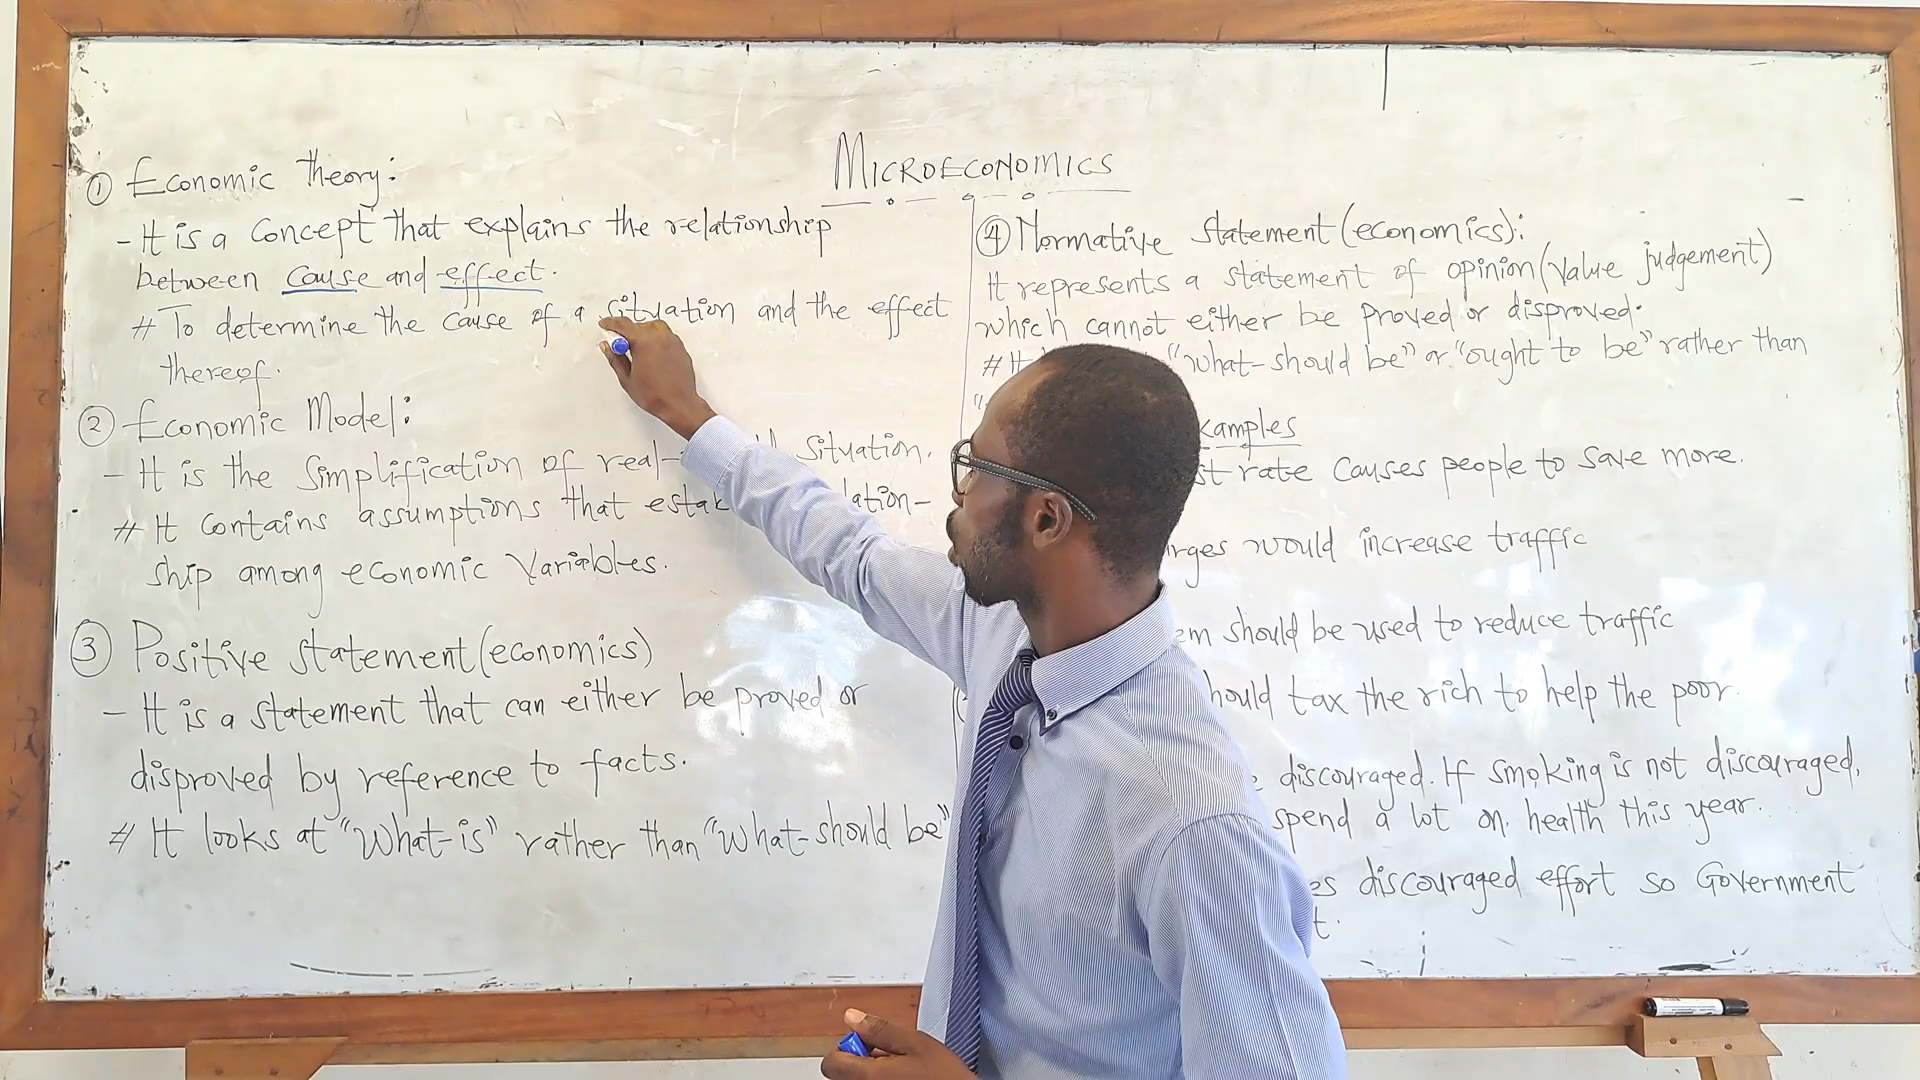 MICROECONOMICS
① Economic theory:
- It is a concept that explains the relationship
between cause and effect.
# To determine the cause of a situation and the effect
thereof.
② Economic Model:
- It is the simplification of real- situation.
# It contains assumptions that lation-
ship among economic variables.
③ Positive statement (economics)
- It is a statement that can either be proved or
disproved by reference to facts.
# It looks at "What-is" rather than "what-should be"
④ Normative statement (economics):
It represents a statement of opinion (value judgement)
which cannot either be proved or disproved.
# It "what-should be" or "ought to be" rather than
xamples
st rate causes people to save more.
rges would increase traffic
em should be used to reduce traffic
hould tax the rich to help the poor.
discouraged. If smoking is not discouraged,
spend a lot on health this year.
es discouraged effort so Government
t.